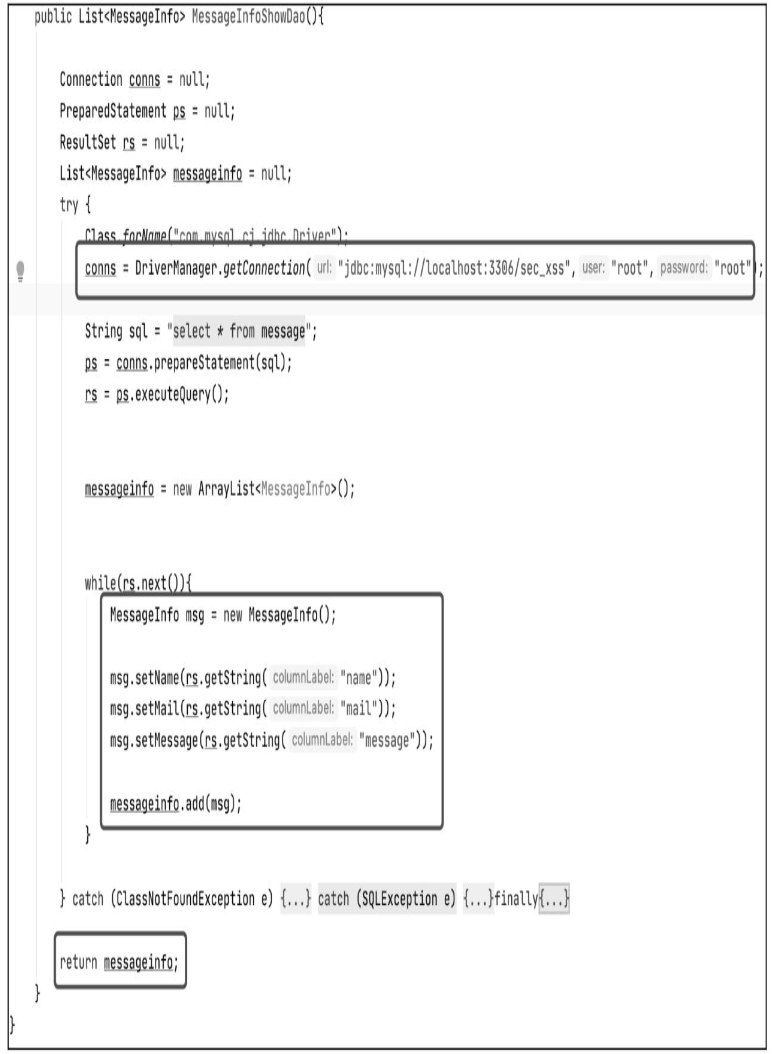 public List<MessageInfo> MessageInfoShowDao(){
Connection conns = null;
PreparedStatement ps = null;
ResultSet rs = null;
List<MessageInfo> messageinfo = null;
try {
Class.forName("com.mysql.cj.jdbc.Driver");
conns = DriverManager.getConnection( url: "jdbc:mysql://localhost:3306/sec_xss", user: "root", password: "root");
String sql = "select * from message";
ps = conns.prepareStatement(sql);
rs = ps.executeQuery();
messageinfo = new ArrayList<MessageInfo>();
while(rs.next()){
MessageInfo msg = new MessageInfo();
msg.setName(rs.getString( columnLabel: "name"));
msg.setMail(rs.getString( columnLabel: "mail"));
msg.setMessage(rs.getString( columnLabel: "message"));
messageinfo.add(msg);
}
} catch (ClassNotFoundException e) {...} catch (SQLException e) {...}finally{...}
return messageinfo;
}
}